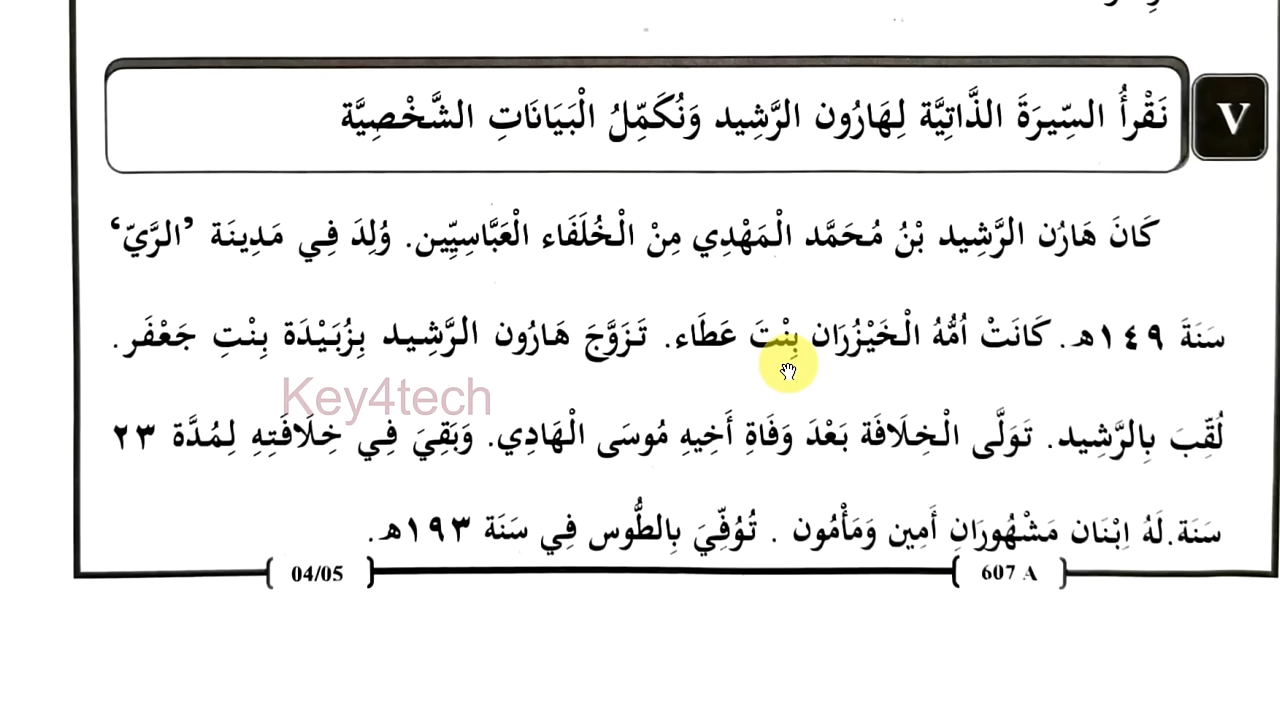 ٧
نَقْرأُ السِّيرَةَ الذَّاتِيَّة لِهَارُون الرَّشِيد وَنُكَمِّلُ الْبَيَانَاتِ الشَّخْصِيَّة
كَانَ هَارُن الرَّشِيد بْنُ مُحَمَّد الْمَهْدِي مِنْ الْخُلَفَاء الْعَبَّاسِيِّين. وُلِدَ فِي مَدِينَة ’الرَّيّ‘
سَنَةَ ١٤٩هـ. كَانَتْ اُمُّهُ الْخَيْزُرَان بِنْتَ عَطَاء. تَزَوَّجَ هَارُون الرَّشِيد بِزُبَيْدَة بِنْتِ جَعْفَر.
Key4tech
لُقِّبَ بِالرَّشِيد. تَوَلَّى الْخِلَافَة بَعْدَ وَفَاةِ أَخِيهِ مُوسَى الْهَادِي. وَبَقِيَ فِي خِلَافَتِهِ لِمُدَّة ٢٣
سَنَة.لَهُ اِبْنَان مَشْهُورَانِ أَمِين وَمَأْمُون . تُوُفِّيَ بِالطُّوس فِي سَنَة ١٩٣هـ.
04/05
607 A